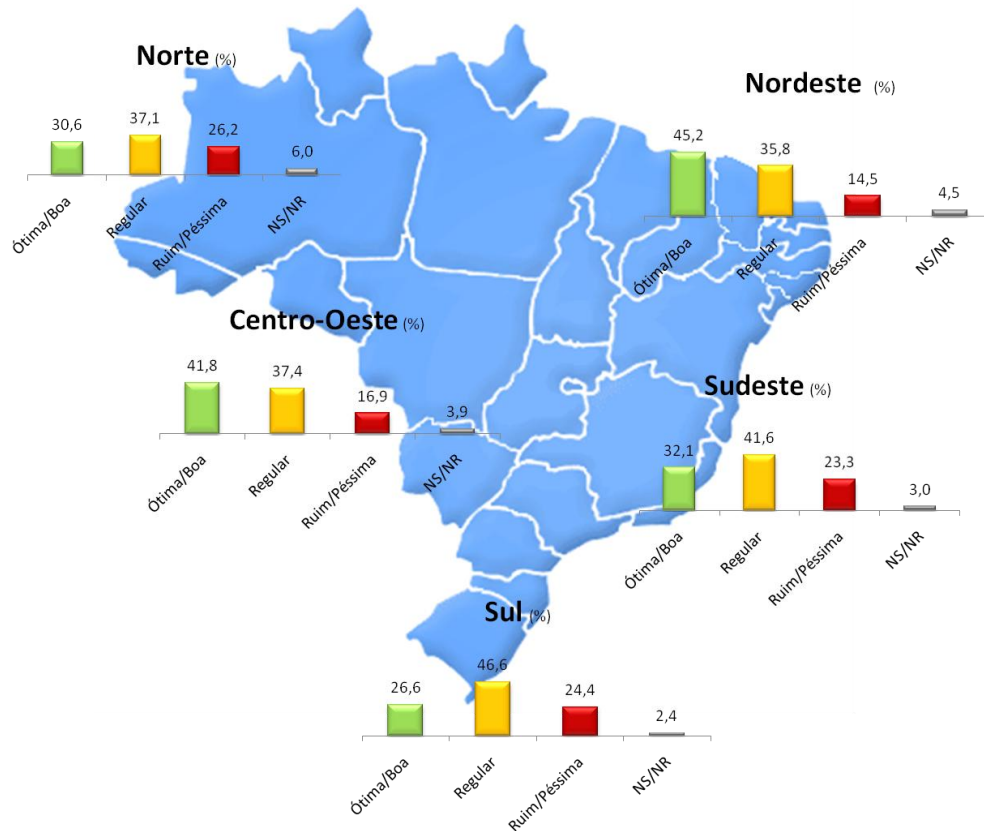 Norte (%)
30,6
37,1
26,2
6,0
Ótima/Boa
Regular
Ruim/Péssima
NS/NR
Nordeste (%)
45,2
35,8
14,5
4,5
Ótima/Boa
Regular
Ruim/Péssima
NS/NR
Centro-Oeste (%)
41,8
37,4
16,9
3,9
Ótima/Boa
Regular
Ruim/Péssima
NS/NR
Sudeste (%)
32,1
41,6
23,3
3,0
Ótima/Boa
Regular
Ruim/Péssima
NS/NR
Sul (%)
26,6
46,6
24,4
2,4
Ótima/Boa
Regular
Ruim/Péssima
NS/NR